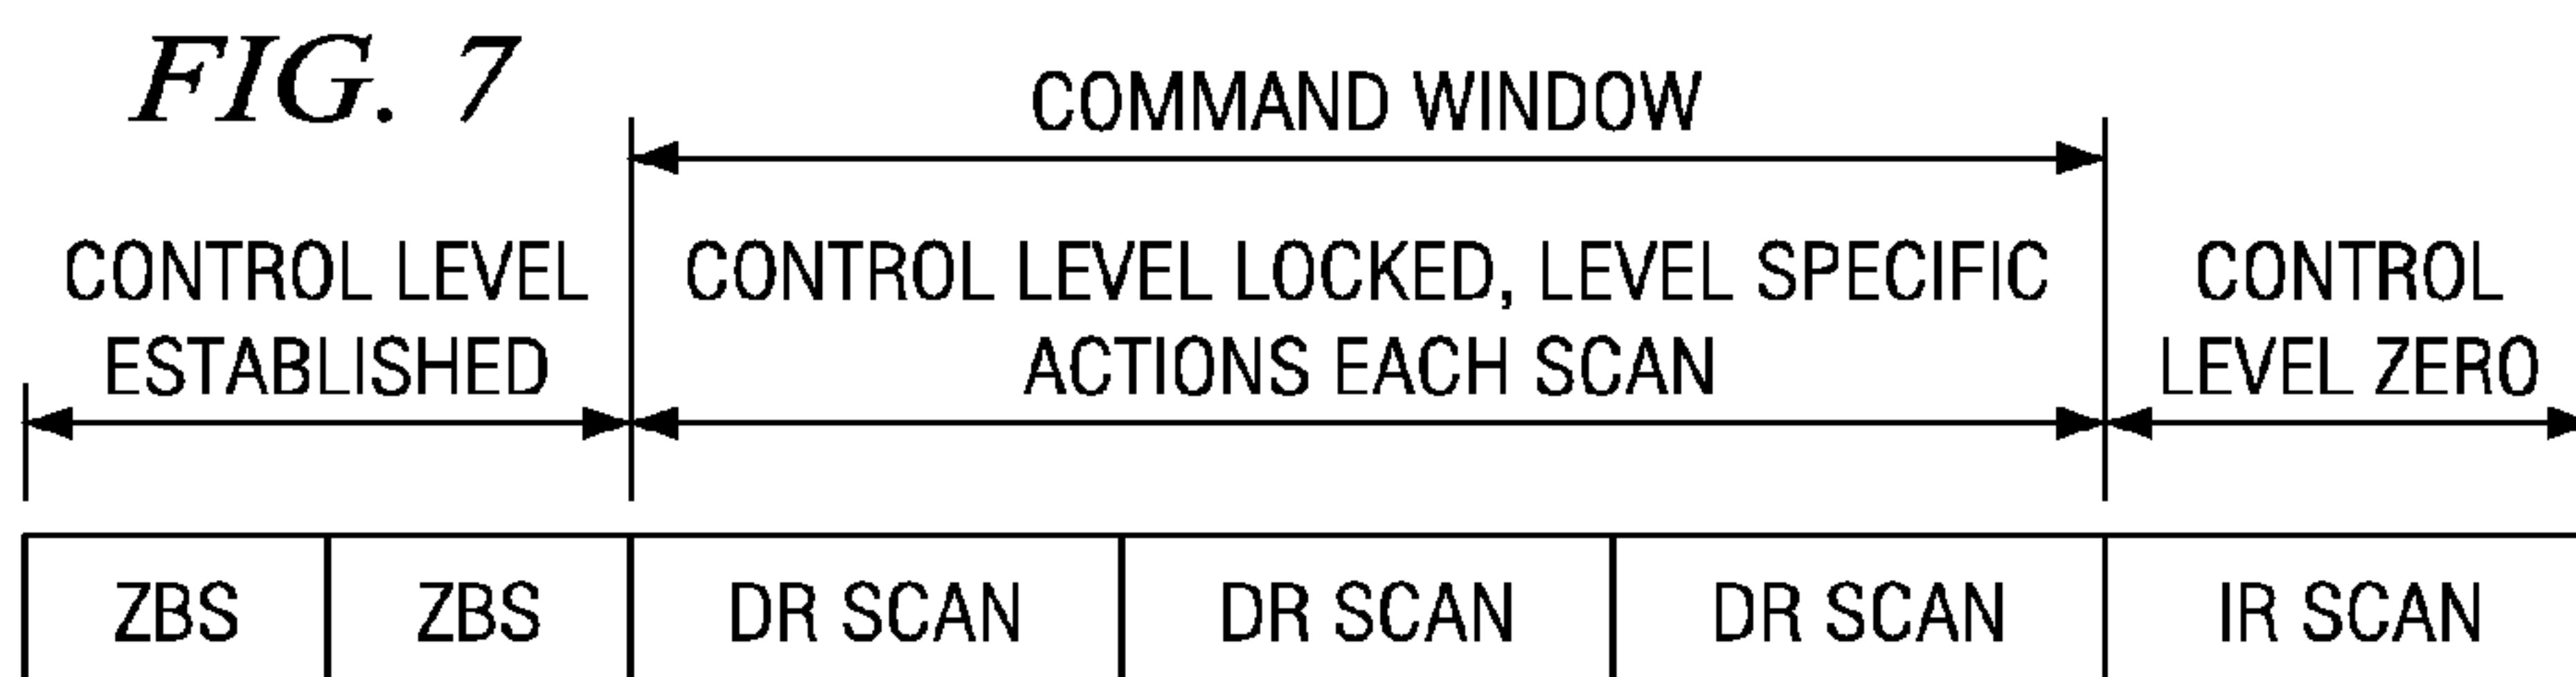 FIG. 7
COMMAND WINDOW
CONTROL LEVEL
ESTABLISHED
CONTROL LEVEL LOCKED, LEVEL SPECIFIC
ACTIONS EACH SCAN
CONTROL
LEVEL ZERO
ZBS
ZBS
DR SCAN
DR SCAN
DR SCAN
IR SCAN